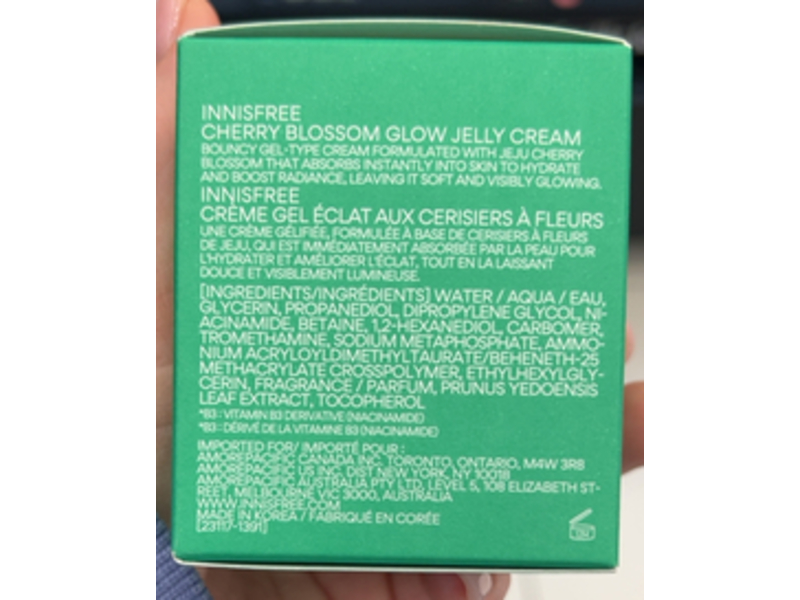 INNISFREE
CHERRY BLOSSOM GLOW JELLY CREAM
BOUNCY GEL-TYPE CREAM FORMULATED WITH JEJU CHERRY
BLOSSOM THAT ABSORBS INSTANTLY INTO SKIN TO HYDRATE
AND BOOST RADIANCE, LEAVING IT SOFT AND VISIBLY GLOWING.
INNISFREE
CRÈME GEL ÉCLAT AUX CERISIERS À FLEURS
UNE CRÈME GÉLIFIÉE, FORMULÉE À BASE DE CERISIERS À FLEURS
DE JEJU, QUI EST IMMÉDIATEMENT ABSORBÉE PAR LA PEAU POUR
L'HYDRATER ET AMÉLIORER L'ÉCLAT, TOUT EN LA LAISSANT
DOUCE ET VISIBLEMENT LUMINEUSE.
[INGREDIENTS/INGRÉDIENTS] WATER / AQUA / EAU,
GLYCERIN, PROPANEDIOL, DIPROPYLENE GLYCOL, NI-
ACINAMIDE, BETAINE, 1,2-HEXANEDIOL, CARBOMER,
TROMETHAMINE, SODIUM METAPHOSPHATE, AMMO-
NIUM ACRYLOYLDIMETHYLTAURATE/BEHENETH-25
METHACRYLATE CROSSPOLYMER, ETHYLHEXYLGLY-
CERIN, FRAGRANCE / PARFUM, PRUNUS YEDOENSIS
LEAF EXTRACT, TOCOPHEROL
*B3 : VITAMIN B3 DERIVATIVE (NIACINAMIDE)
*B3 : DÉRIVÉ DE LA VITAMINE B3 (NIACINAMIDE)
IMPORTED FOR/ IMPORTÉ POUR :
AMOREPACIFIC CANADA INC. TORONTO, ONTARIO, M4W 3R8
AMOREPACIFIC US INC. DIST. NEW YORK, NY 10018
AMOREPACIFIC AUSTRALIA PTY LTD, LEVEL 5, 108 ELIZABETH ST-
REET, MELBOURNE VIC 3000, AUSTRALIA
WWW.INNISFREE.COM
MADE IN KOREA / FABRIQUÉ EN CORÉE
[23117-1391]